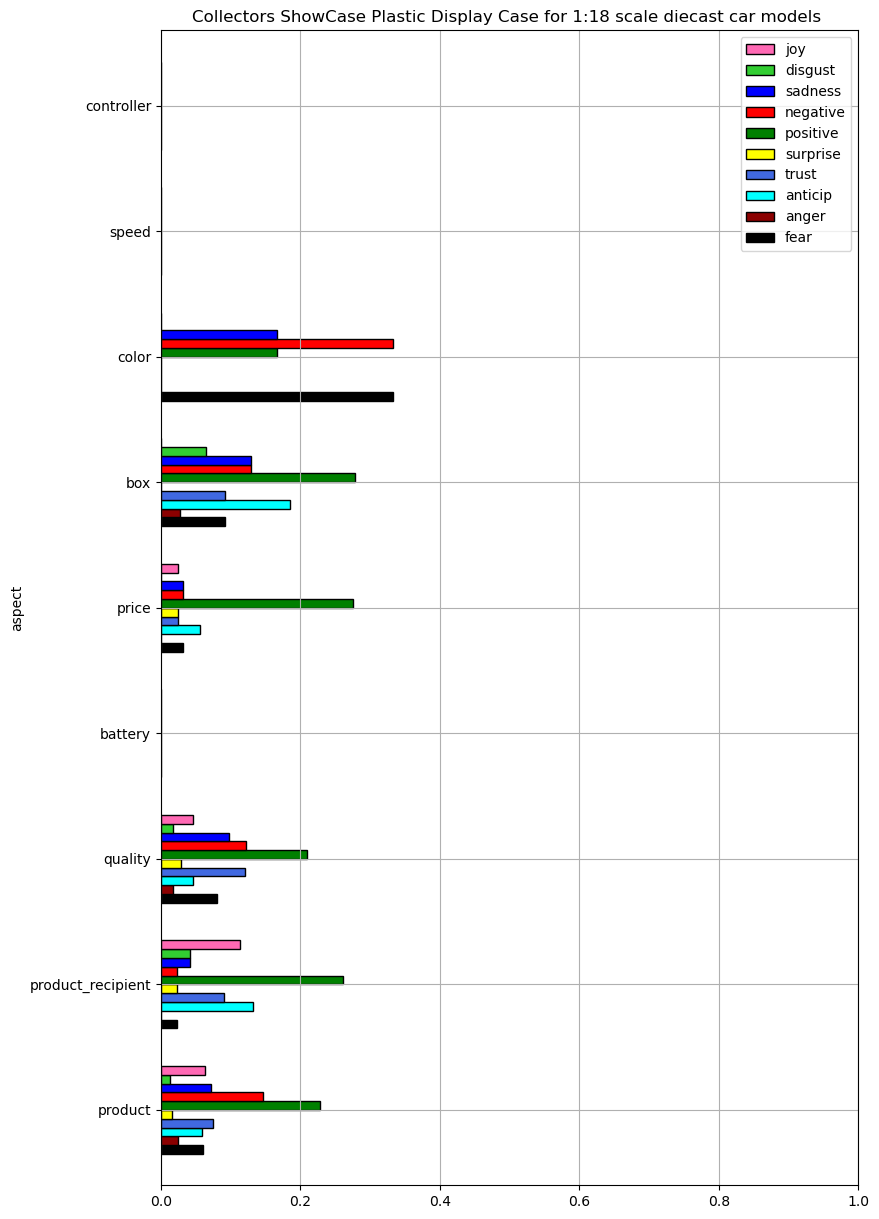 Collectors ShowCase Plastic Display Case for 1:18 scale diecast car models
joy
disgust
sadness
negative
positive
surprise
trust
anticip
anger
fear
controller
speed
color
box
price
battery
quality
product_recipient
product
aspect
0.0 0.2 0.4 0.6 0.8 1.0